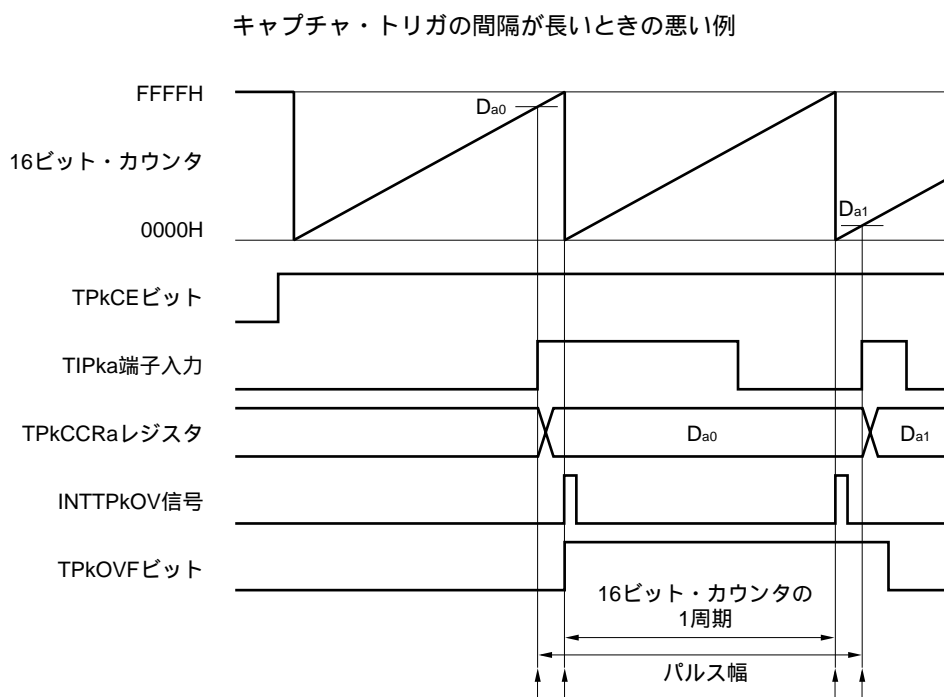 キャプチャ・トリガの間隔が長いときの悪い例
FFFFH
Da0
16ビット・カウンタ
Da1
0000H
TPkCEビット
TIPka端子入力
TPkCCRaレジスタ
Da0
Da1
INTTPkOV信号
TPkOVFビット
16ビット・カウンタの
1周期
パルス幅